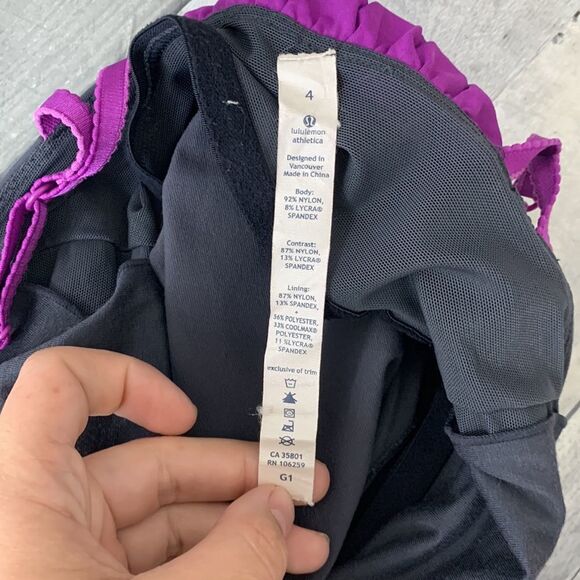 4
lululemon
athletica
Designed in
Vancouver
Made in China
Body:
92% NYLON,
8% LYCRA®
SPANDEX
Contrast:
87% NYLON,
13% LYCRA®
SPANDEX
Lining:
87% NYLON,
13% SPANDEX,
+
56% POLYESTER,
33% COOLMAX®
POLYESTER,
11% LYCRA®
SPANDEX
exclusive of trim
CA 35801
RN 106259
G1